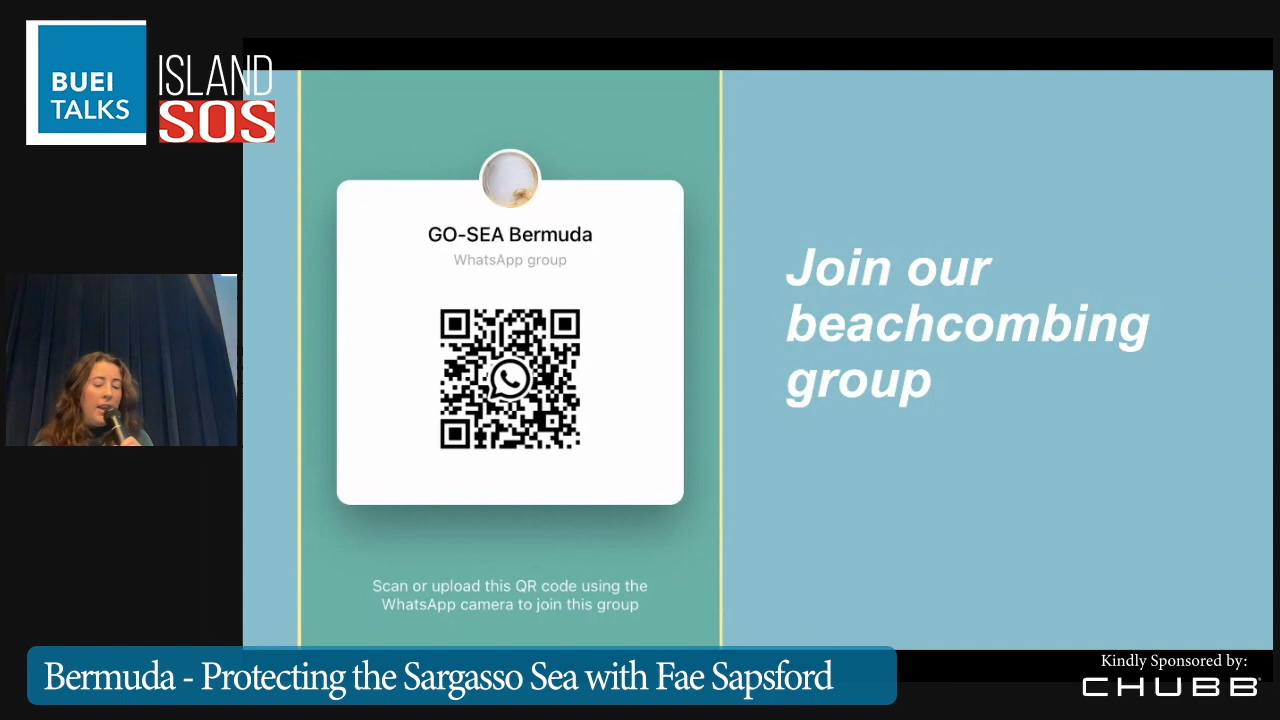 BUEI
TALKS
ISLAND
SOS
GO-SEA Bermuda
WhatsApp group
Scan or upload this QR code using the
WhatsApp camera to join this group
Join our
beachcombing
group
Bermuda - Protecting the Sargasso Sea with Fae Sapsford
Kindly Sponsored by:
CHUBB